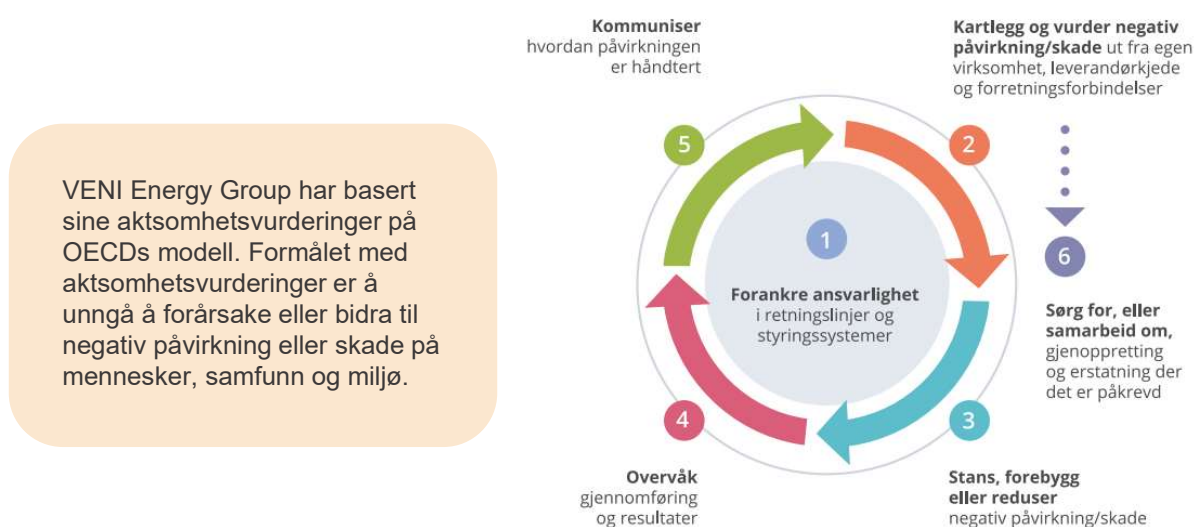 VENI Energy Group har basert
sine aktsomhetsvurderinger på
OECDs modell. Formålet med
aktsomhetsvurderinger er å
unngå å forårsake eller bidra til
negativ påvirkning eller skade på
mennesker, samfunn og miljø.
1
Forankre ansvarlighet
i retningslinjer og
styringssystemer
2
Kartlegg og vurder negativ
påvirkning/skade ut fra egen
virksomhet, leverandørkjede
og forretningsforbindelser
3
Stans, forebygg
eller reduser
negativ påvirkning/skade
4
Overvåk
gjennomføring
og resultater
5
Kommuniser
hvordan påvirkningen
er håndtert
6
Sørg for, eller
samarbeid om,
gjenoppretting
og erstatning der
det er påkrevd